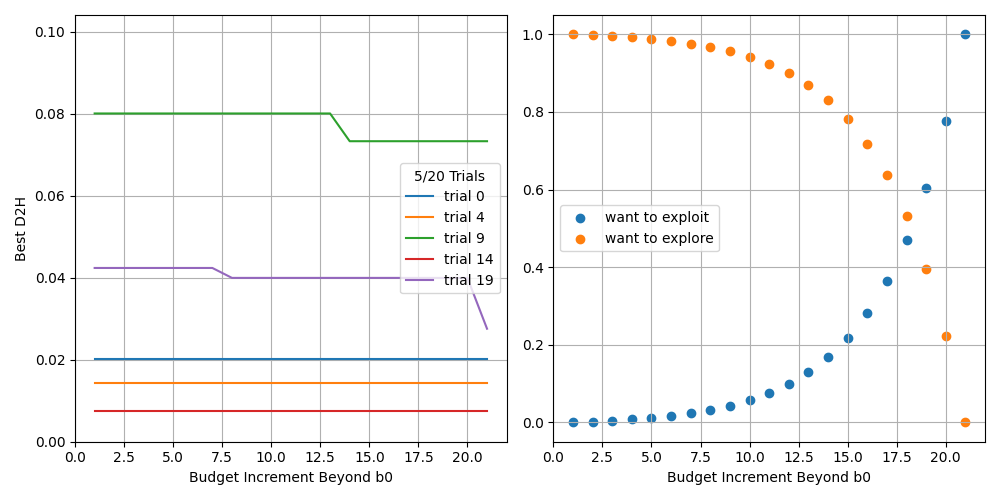 0.10
0.08
0.06
0.04
0.02
0.00
Best D2H
0.0 2.5 5.0 7.5 10.0 12.5 15.0 17.5 20.0
Budget Increment Beyond b0
5/20 Trials
trial 0
trial 4
trial 9
trial 14
trial 19
1.0
0.8
0.6
0.4
0.2
0.0
0.0 2.5 5.0 7.5 10.0 12.5 15.0 17.5 20.0
Budget Increment Beyond b0
want to exploit
want to explore